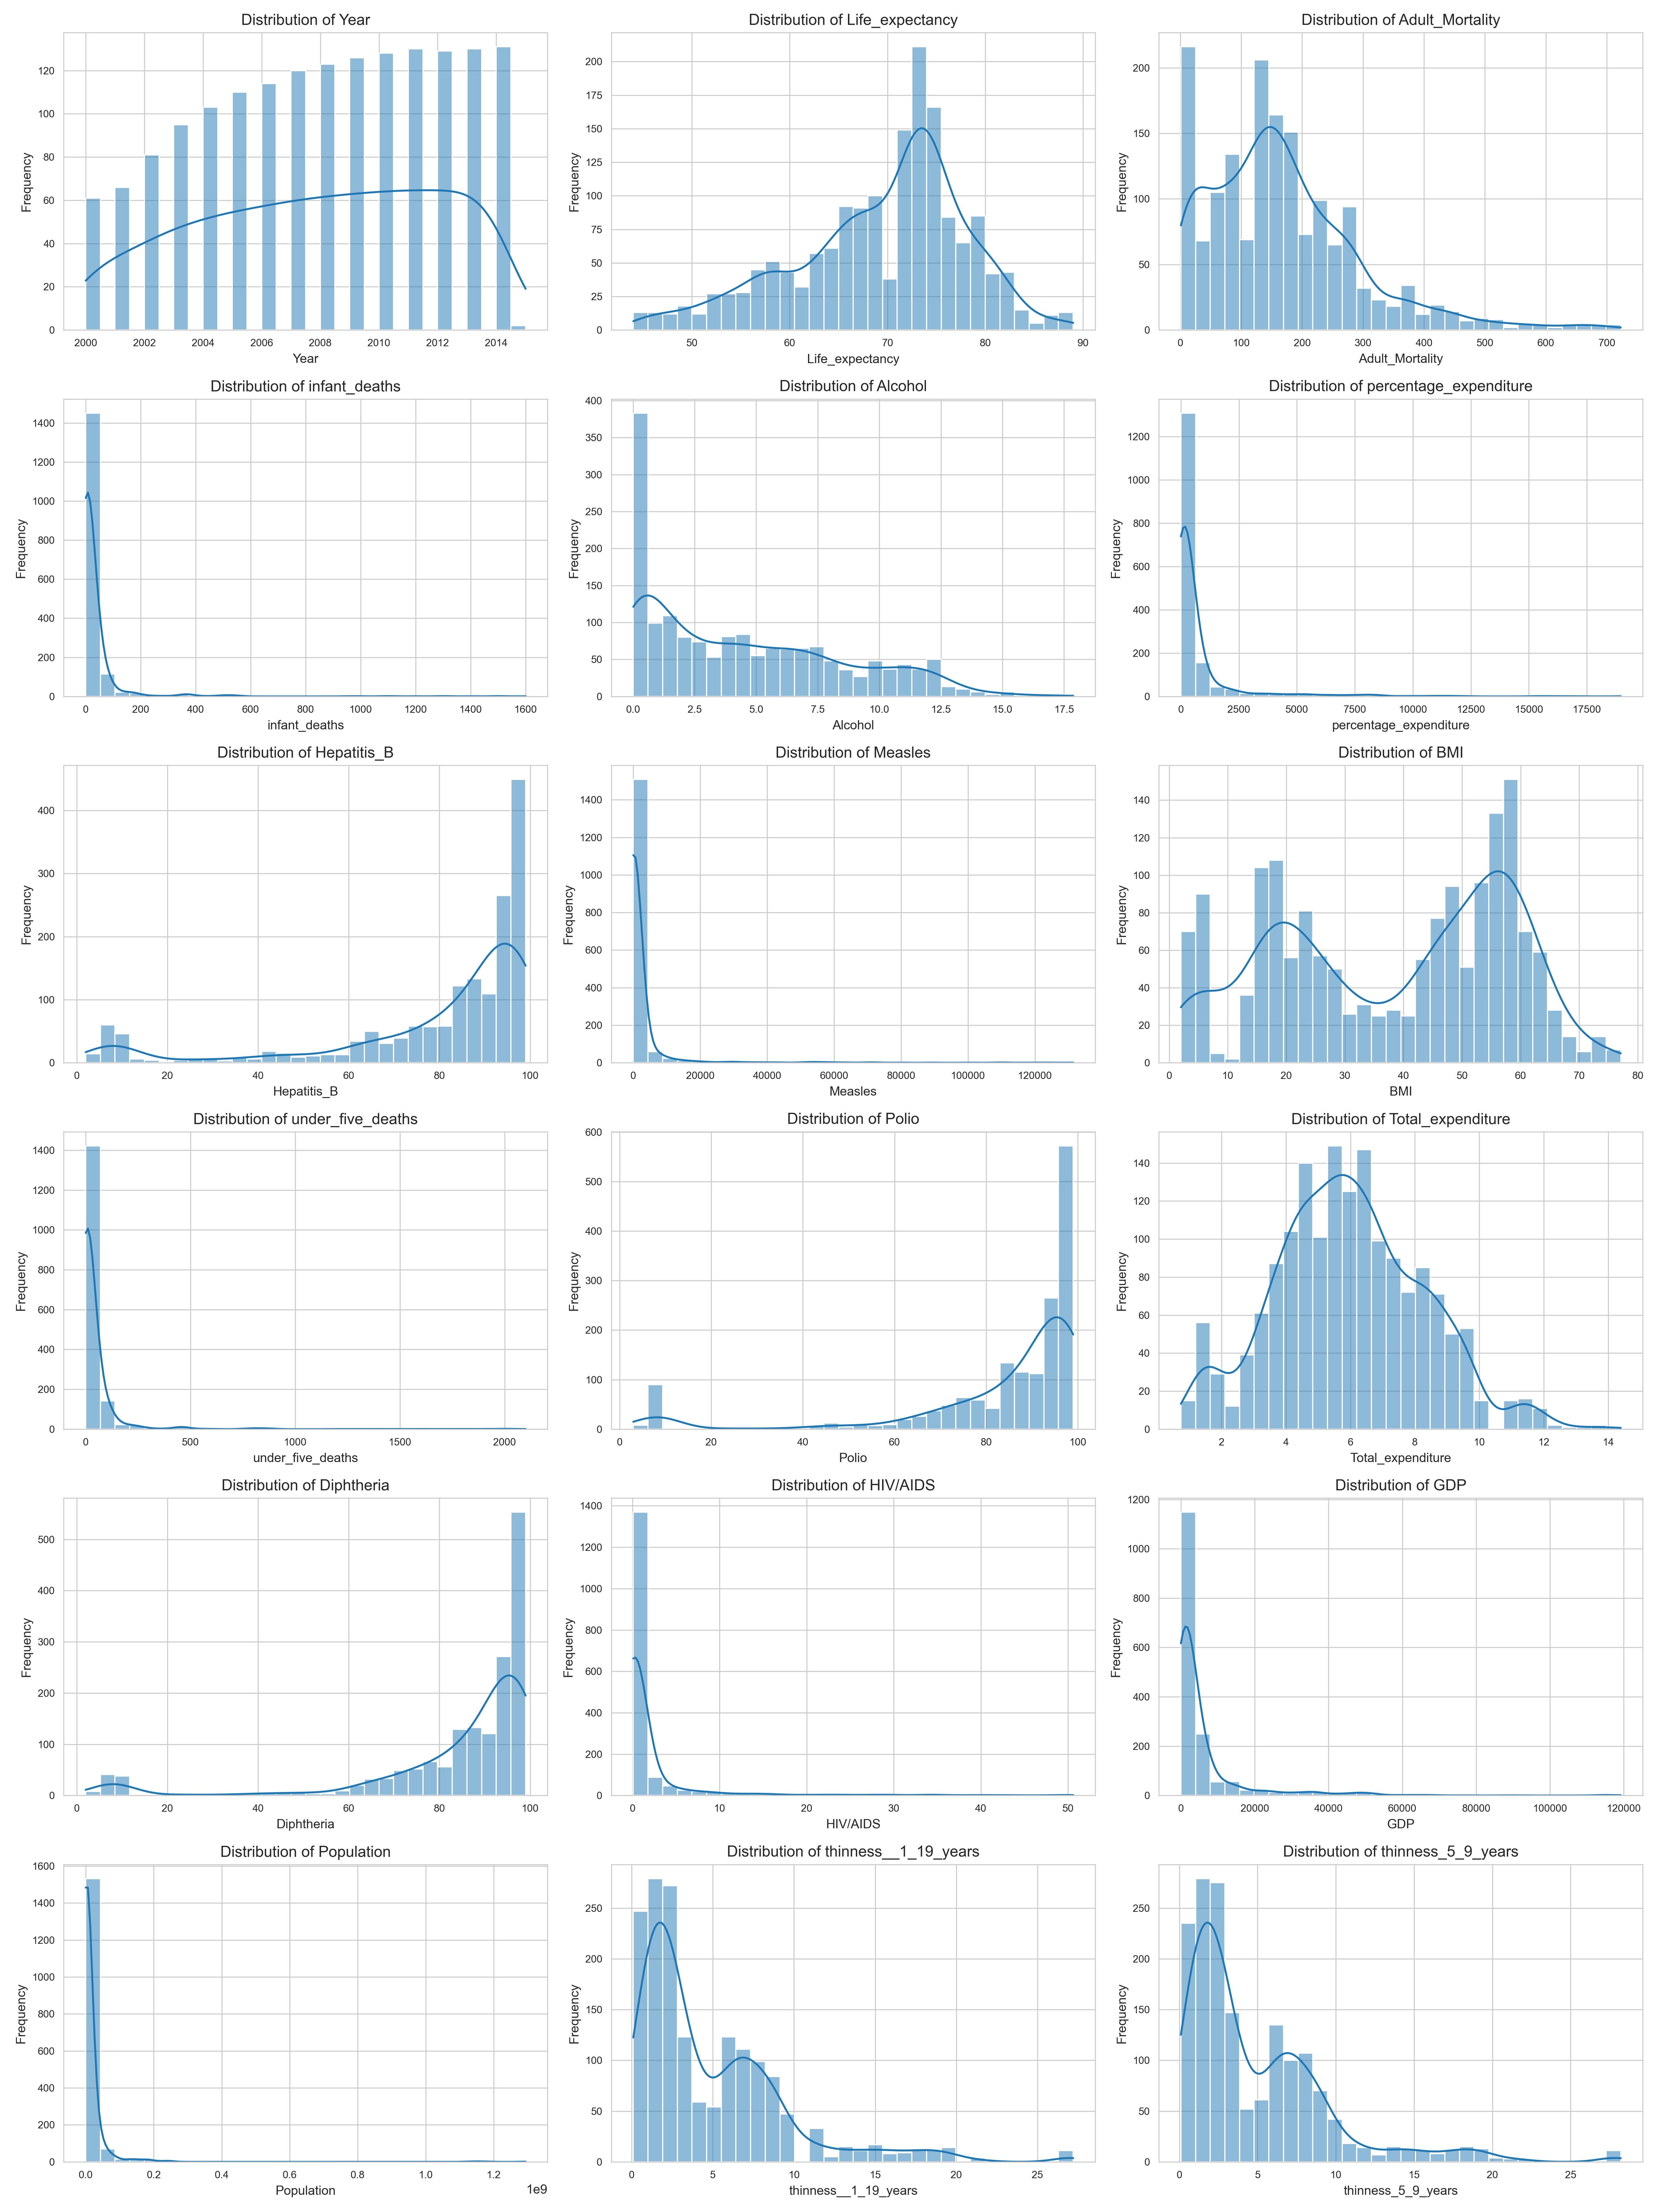 Distribution of Year
Frequency
0
20
40
60
80
100
120
2000 2002 2004 2006 2008 2010 2012 2014
Year
Distribution of Life_expectancy
Frequency
0
25
50
75
100
125
150
175
200
50 60 70 80 90
Life_expectancy
Distribution of Adult_Mortality
Frequency
0
50
100
150
200
0 100 200 300 400 500 600 700
Adult_Mortality
Distribution of infant_deaths
Frequency
0
200
400
600
800
1000
1200
1400
0 200 400 600 800 1000 1200 1400 1600
infant_deaths
Distribution of Alcohol
Frequency
0
50
100
150
200
250
300
350
400
0.0 2.5 5.0 7.5 10.0 12.5 15.0 17.5
Alcohol
Distribution of percentage_expenditure
Frequency
0
200
400
600
800
1000
1200
0 2500 5000 7500 10000 12500 15000 17500
percentage_expenditure
Distribution of Hepatitis_B
Frequency
0
100
200
300
400
0 20 40 60 80 100
Hepatitis_B
Distribution of Measles
Frequency
0
200
400
600
800
1000
1200
1400
0 20000 40000 60000 80000 100000 120000
Measles
Distribution of BMI
Frequency
0
20
40
60
80
100
120
140
0 10 20 30 40 50 60 70 80
BMI
Distribution of under_five_deaths
Frequency
0
200
400
600
800
1000
1200
1400
0 500 1000 1500 2000
under_five_deaths
Distribution of Polio
Frequency
0
100
200
300
400
500
600
0 20 40 60 80 100
Polio
Distribution of Total_expenditure
Frequency
0
20
40
60
80
100
120
140
2 4 6 8 10 12 14
Total_expenditure
Distribution of Diphtheria
Frequency
0
100
200
300
400
500
0 20 40 60 80 100
Diphtheria
Distribution of HIV/AIDS
Frequency
0
200
400
600
800
1000
1200
1400
0 10 20 30 40 50
HIV/AIDS
Distribution of GDP
Frequency
0
200
400
600
800
1000
1200
0 20000 40000 60000 80000 100000 120000
GDP
Distribution of Population
Frequency
0
200
400
600
800
1000
1200
1400
1600
0.0 0.2 0.4 0.6 0.8 1.0 1.2
1e9
Population
Distribution of thinness__1_19_years
Frequency
0
50
100
150
200
250
0 5 10 15 20 25
thinness__1_19_years
Distribution of thinness_5_9_years
Frequency
0
50
100
150
200
250
0 5 10 15 20 25
thinness_5_9_years